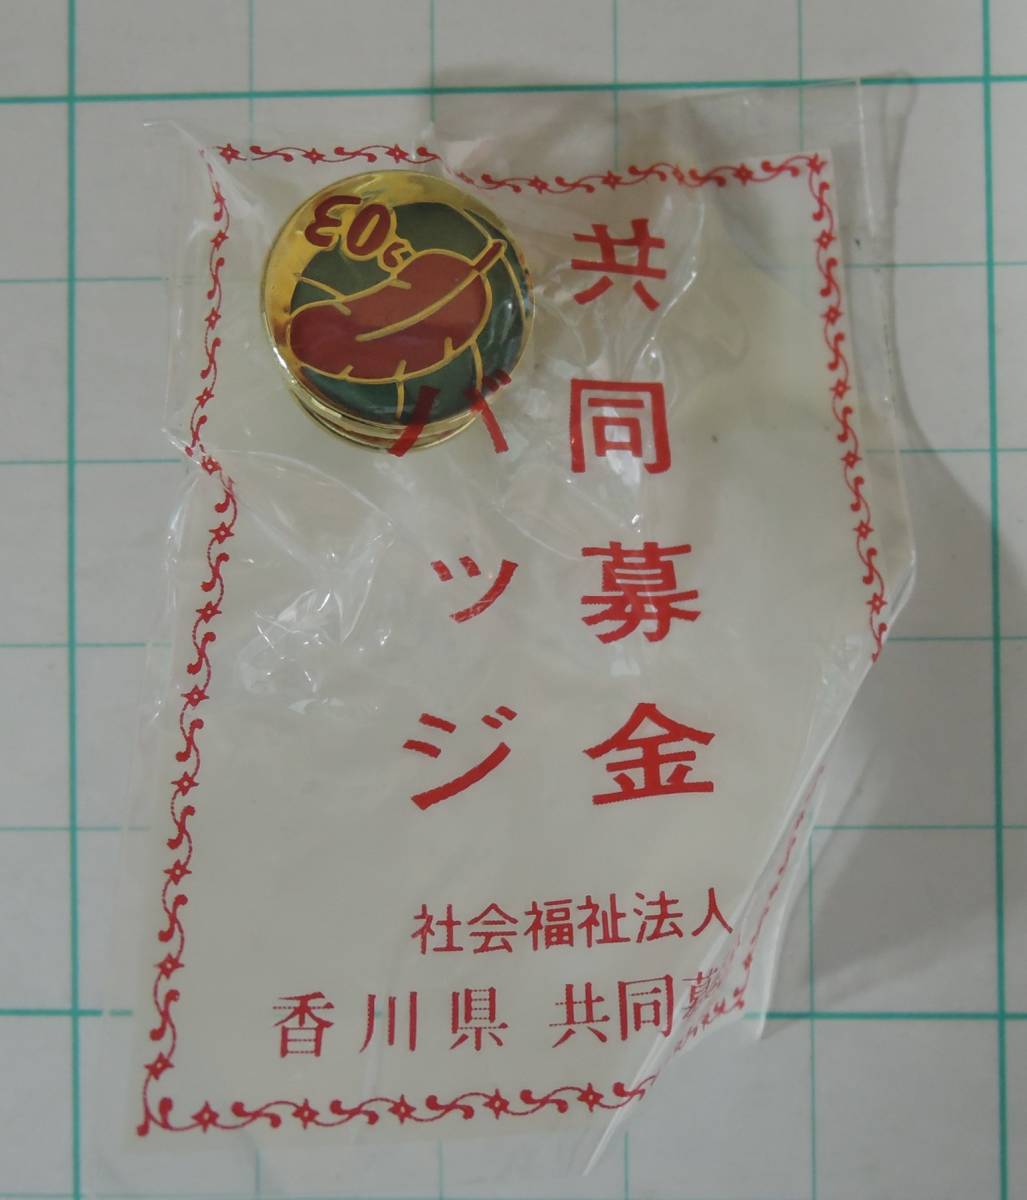 共同募金
バッジ
社会福祉法人
香川県 共同募
'03